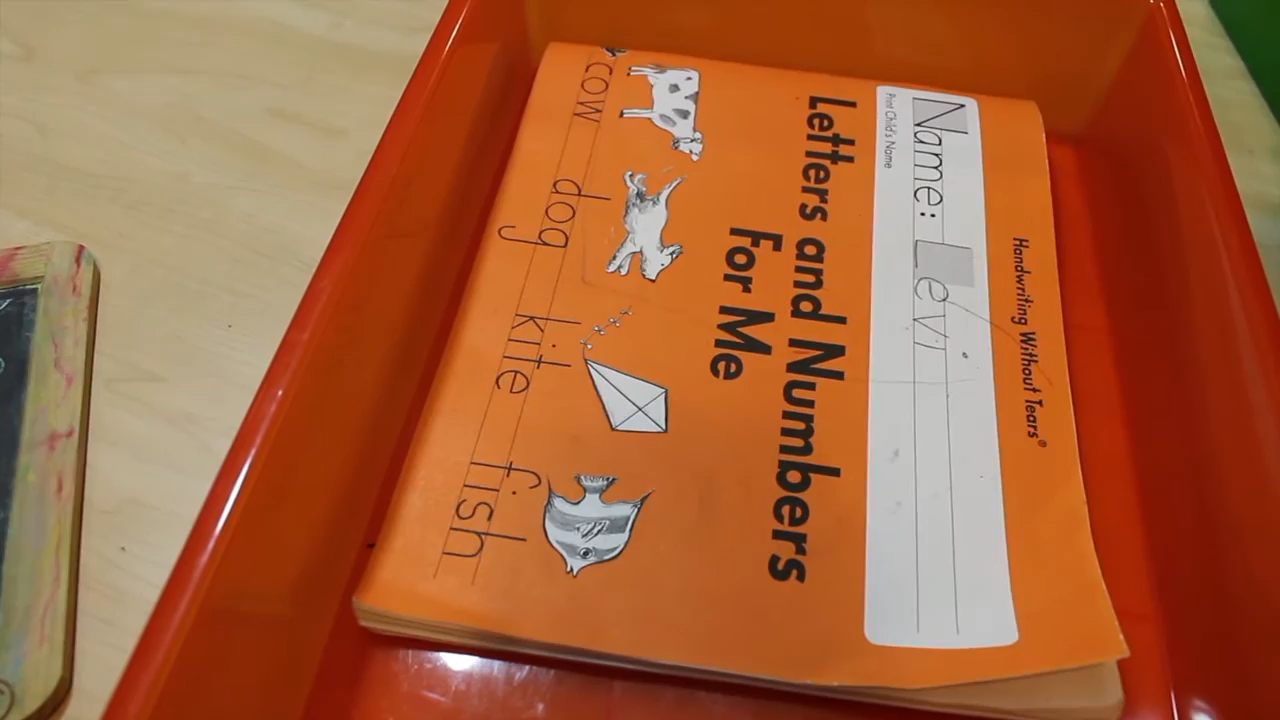 Handwriting Without Tears®
Name: Levi
Print Child's Name
Letters and Numbers
For Me
cow dog kite fish